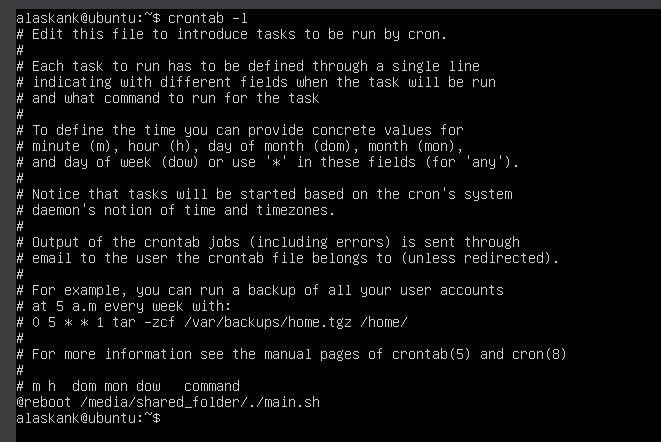 alaskank@ubuntu:~$ crontab -l
# Edit this file to introduce tasks to be run by cron.
#
# Each task to run has to be defined through a single line
# indicating with different fields when the task will be run
# and what command to run for the task
#
# To define the time you can provide concrete values for
# minute (m), hour (h), day of month (dom), month (mon),
# and day of week (dow) or use '*' in these fields (for 'any').
#
# Notice that tasks will be started based on the cron's system
# daemon's notion of time and timezones.
#
# Output of the crontab jobs (including errors) is sent through
# email to the user the crontab file belongs to (unless redirected).
#
# For example, you can run a backup of all your user accounts
# at 5 a.m every week with:
# 0 5 * * 1 tar -zcf /var/backups/home.tgz /home/
#
# For more information see the manual pages of crontab(5) and cron(8)
#
# m h  dom mon dow   command
@reboot /media/shared_folder/./main.sh
alaskank@ubuntu:~$